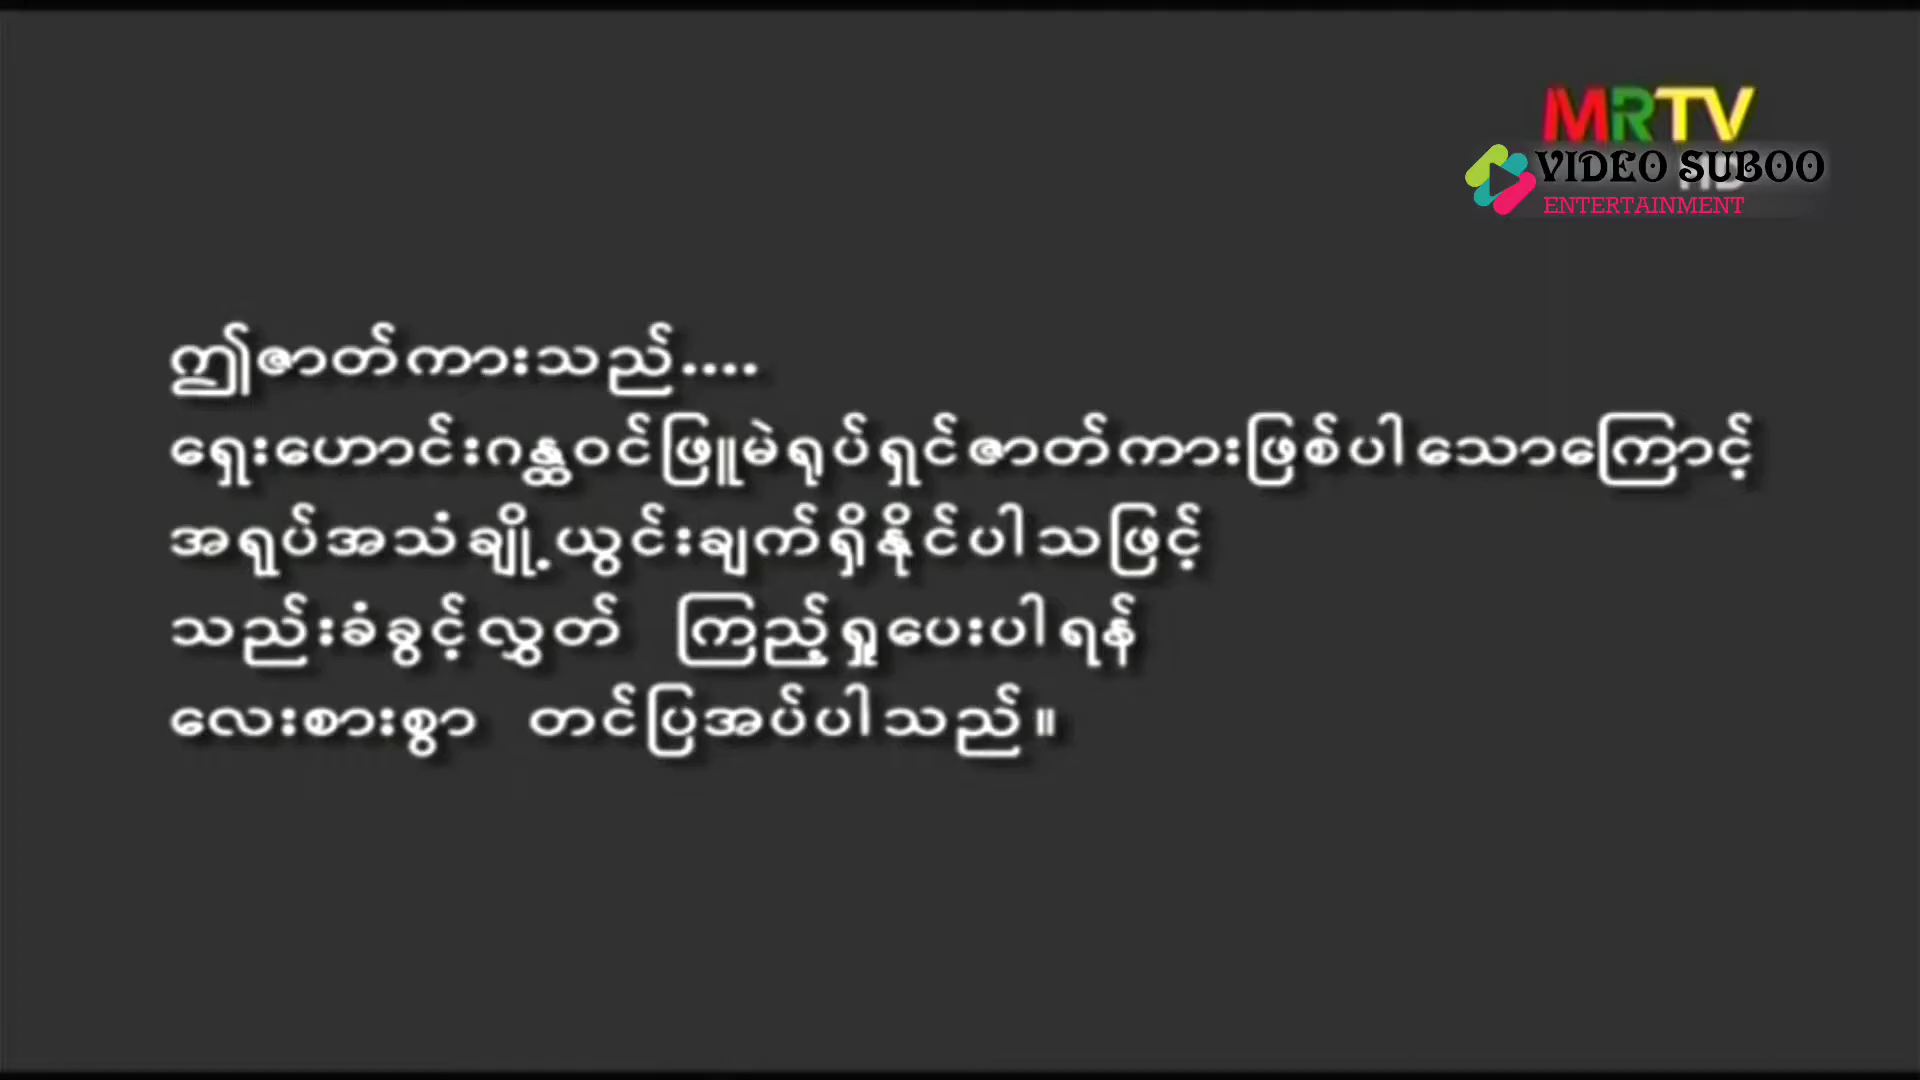 MRTV
HD
VIDEO SUBOO
ENTERTAINMENT
ဤဇာတ်ကားသည်....
ရှေးဟောင်းဂန္ထဝင်ဖြူမဲရုပ်ရှင်ဇာတ်ကားဖြစ်ပါသောကြောင့်
အရုပ်အသံချို့ယွင်းချက်ရှိနိုင်ပါသဖြင့်
သည်းခံခွင့်လွှတ် ကြည့်ရှုပေးပါရန်
လေးစားစွာ တင်ပြအပ်ပါသည်။